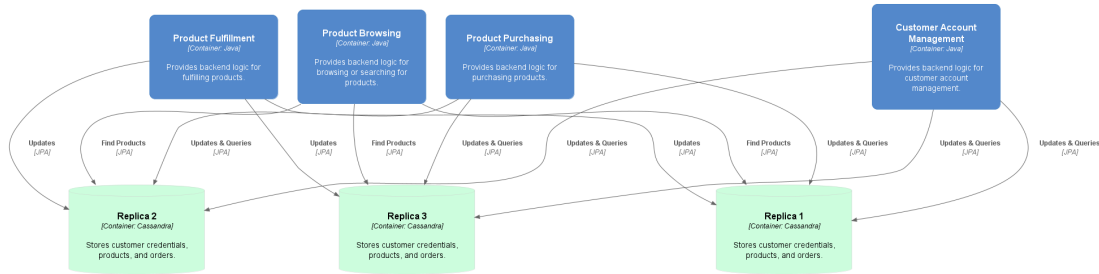 Product Fulfillment
[Container: Java]
Provides backend logic for
fulfilling products.
Product Browsing
[Container: Java]
Provides backend logic for
browsing or searching for
products.
Product Purchasing
[Container: Java]
Provides backend logic for
purchasing products.
Customer Account
Management
[Container: Java]
Provides backend logic for
customer account
management.
Updates
[JPA]
Find Products
[JPA]
Updates & Queries
[JPA]
Updates
[JPA]
Find Products
[JPA]
Updates & Queries
[JPA]
Updates & Queries
[JPA]
Updates
[JPA]
Find Products
[JPA]
Updates & Queries
[JPA]
Updates & Queries
[JPA]
Updates & Queries
[JPA]
Replica 2
[Container: Cassandra]
Stores customer credentials,
products, and orders.
Replica 3
[Container: Cassandra]
Stores customer credentials,
products, and orders.
Replica 1
[Container: Cassandra]
Stores customer credentials,
products, and orders.